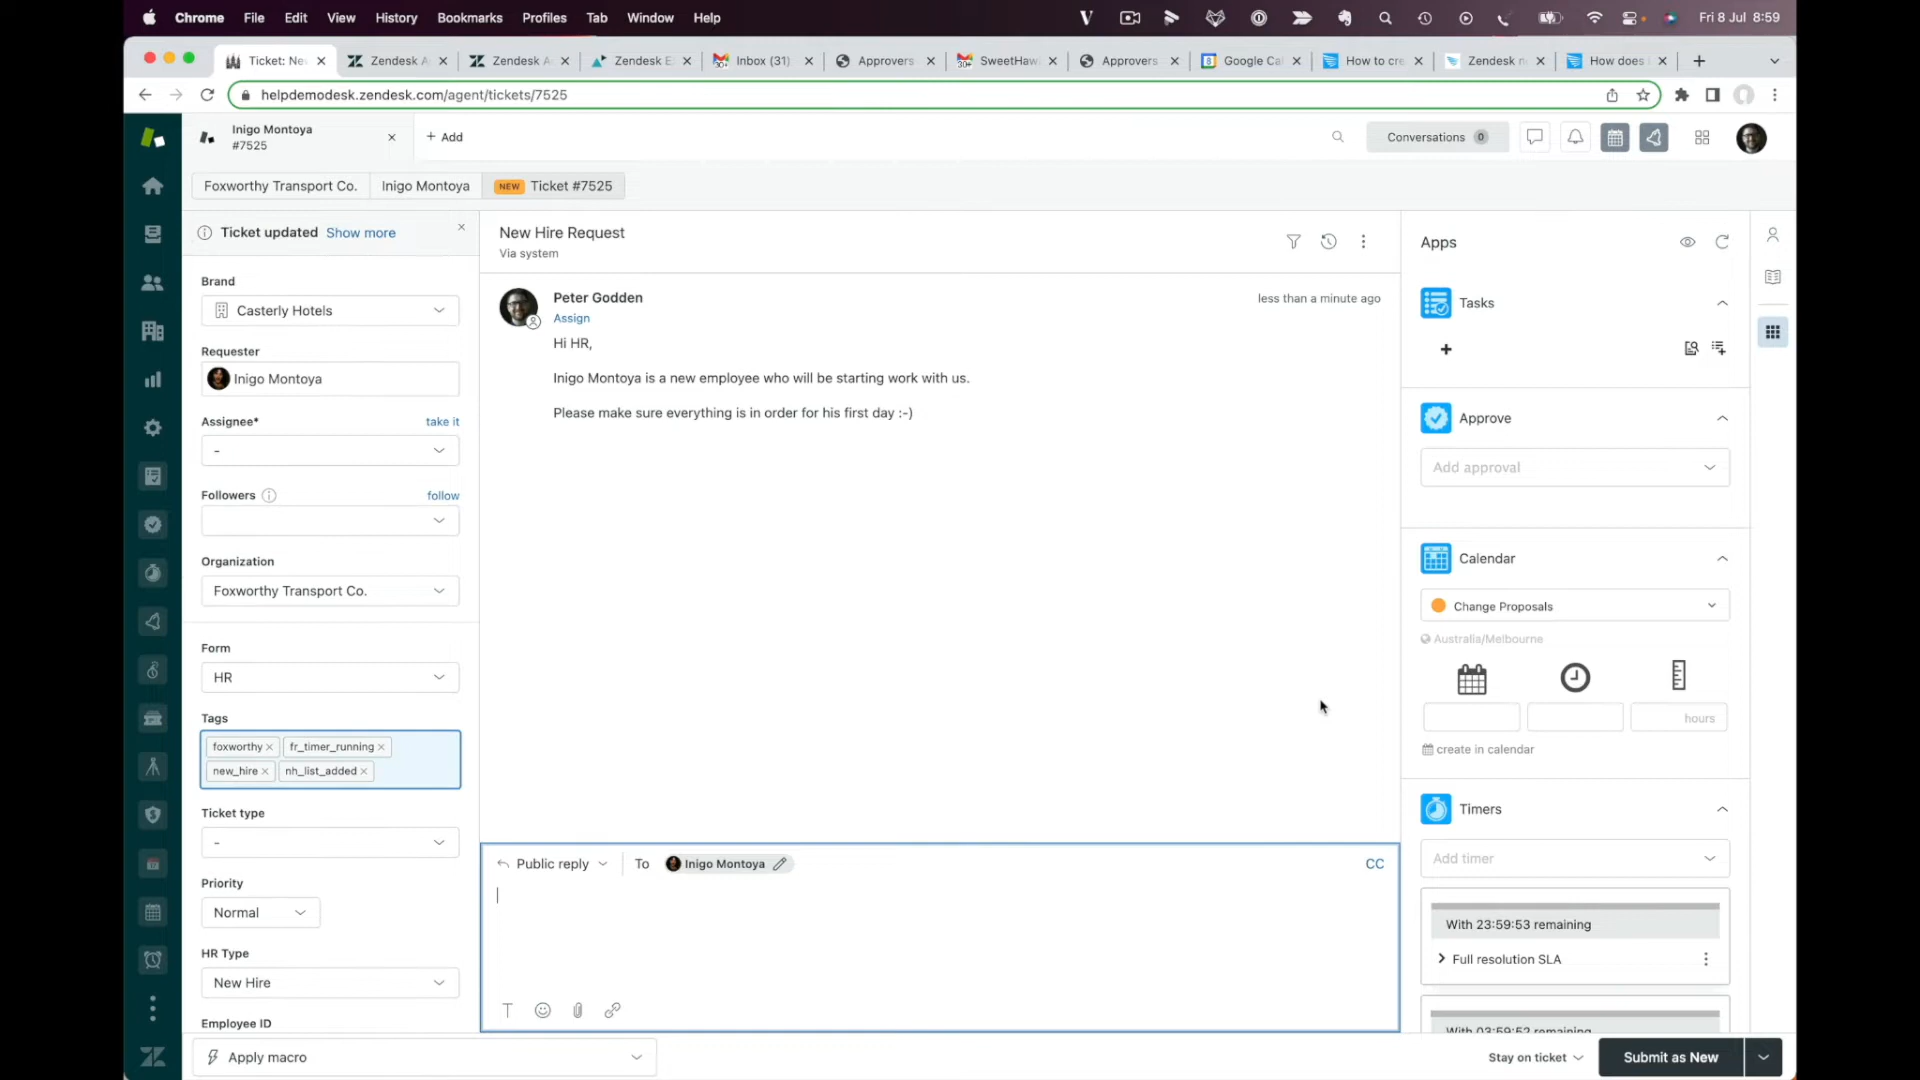 Chrome File Edit View History Bookmarks Profiles Tab Window Help
Fri 8 Jul 8:59
Ticket: Ne
Zendesk A
Zendesk A
Zendesk E
Inbox (31)
Approvers
SweetHaw
Approvers
Google Cal
How to cre
Zendesk n
How does
helpdemodesk.zendesk.com/agent/tickets/7525
Inigo Montoya
#7525
+ Add
Conversations 0
Foxworthy Transport Co.
Inigo Montoya
NEW Ticket #7525
Ticket updated Show more
Brand
Casterly Hotels
Requester
Inigo Montoya
Assignee* take it
-
Followers follow
Organization
Foxworthy Transport Co.
Form
HR
Tags
foxworthy fr_timer_running
new_hire nh_list_added
Ticket type
-
Priority
Normal
HR Type
New Hire
Employee ID
Apply macro
New Hire Request
Via system
Peter Godden less than a minute ago
Assign
Hi HR,
Inigo Montoya is a new employee who will be starting work with us.
Please make sure everything is in order for his first day :-)
Public reply To Inigo Montoya CC
Apps
Tasks
Approve
Add approval
Calendar
Change Proposals
Australia/Melbourne
hours
create in calendar
Timers
Add timer
With 23:59:53 remaining
Full resolution SLA
With 03:59:52 remaining
Stay on ticket
Submit as New